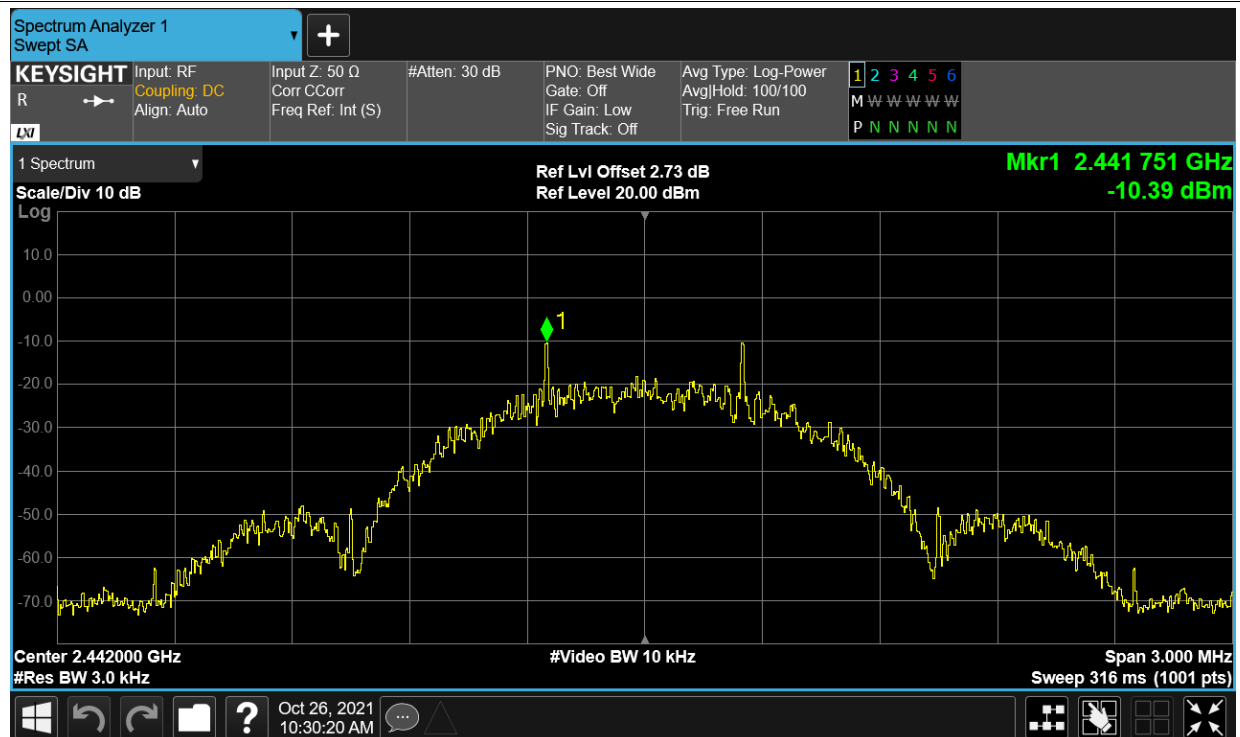 Spectrum Analyzer 1
Swept SA
+
KEYSIGHT
R
LXI
Input: RF
Coupling: DC
Align: Auto
Input Z: 50 Ω
Corr CCorr
Freq Ref: Int (S)
#Atten: 30 dB
PNO: Best Wide
Gate: Off
IF Gain: Low
Sig Track: Off
Avg Type: Log-Power
Avg|Hold: 100/100
Trig: Free Run
1 2 3 4 5 6
M W W W W W
P N N N N N
1 Spectrum
Scale/Div 10 dB
Ref Lvl Offset 2.73 dB
Ref Level 20.00 dBm
Mkr1 2.441 751 GHz
-10.39 dBm
Log
10.0
0.00
-10.0
-20.0
-30.0
-40.0
-50.0
-60.0
-70.0
1
Center 2.442000 GHz
#Res BW 3.0 kHz
#Video BW 10 kHz
Span 3.000 MHz
Sweep 316 ms (1001 pts)
?
Oct 26, 2021
10:30:20 AM